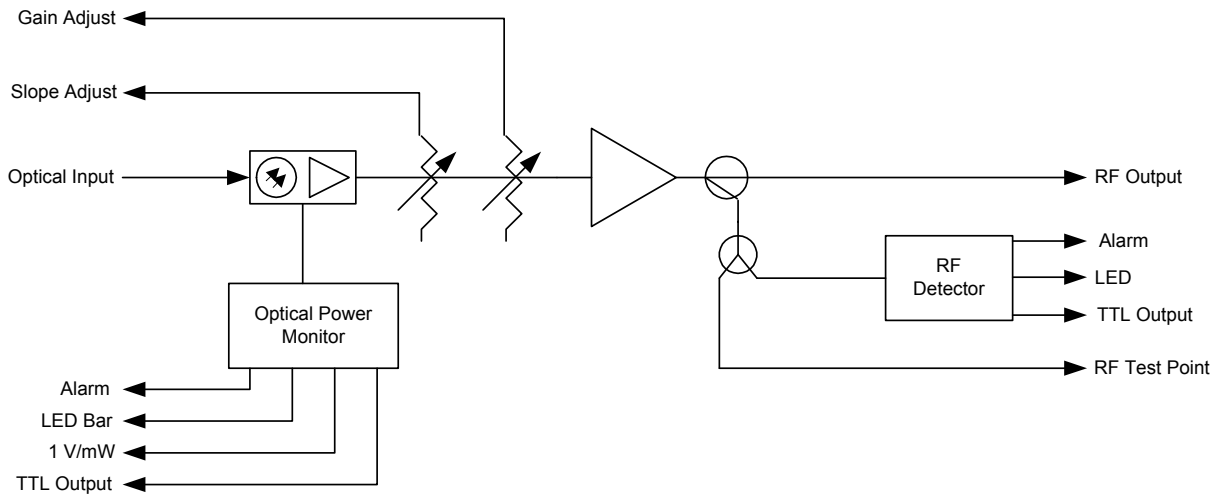 Gain Adjust
Slope Adjust
Optical Input
RF Output
Alarm
RF
Detector
LED
TTL Output
Optical Power
Monitor
RF Test Point
Alarm
LED Bar
1 V/mW
TTL Output